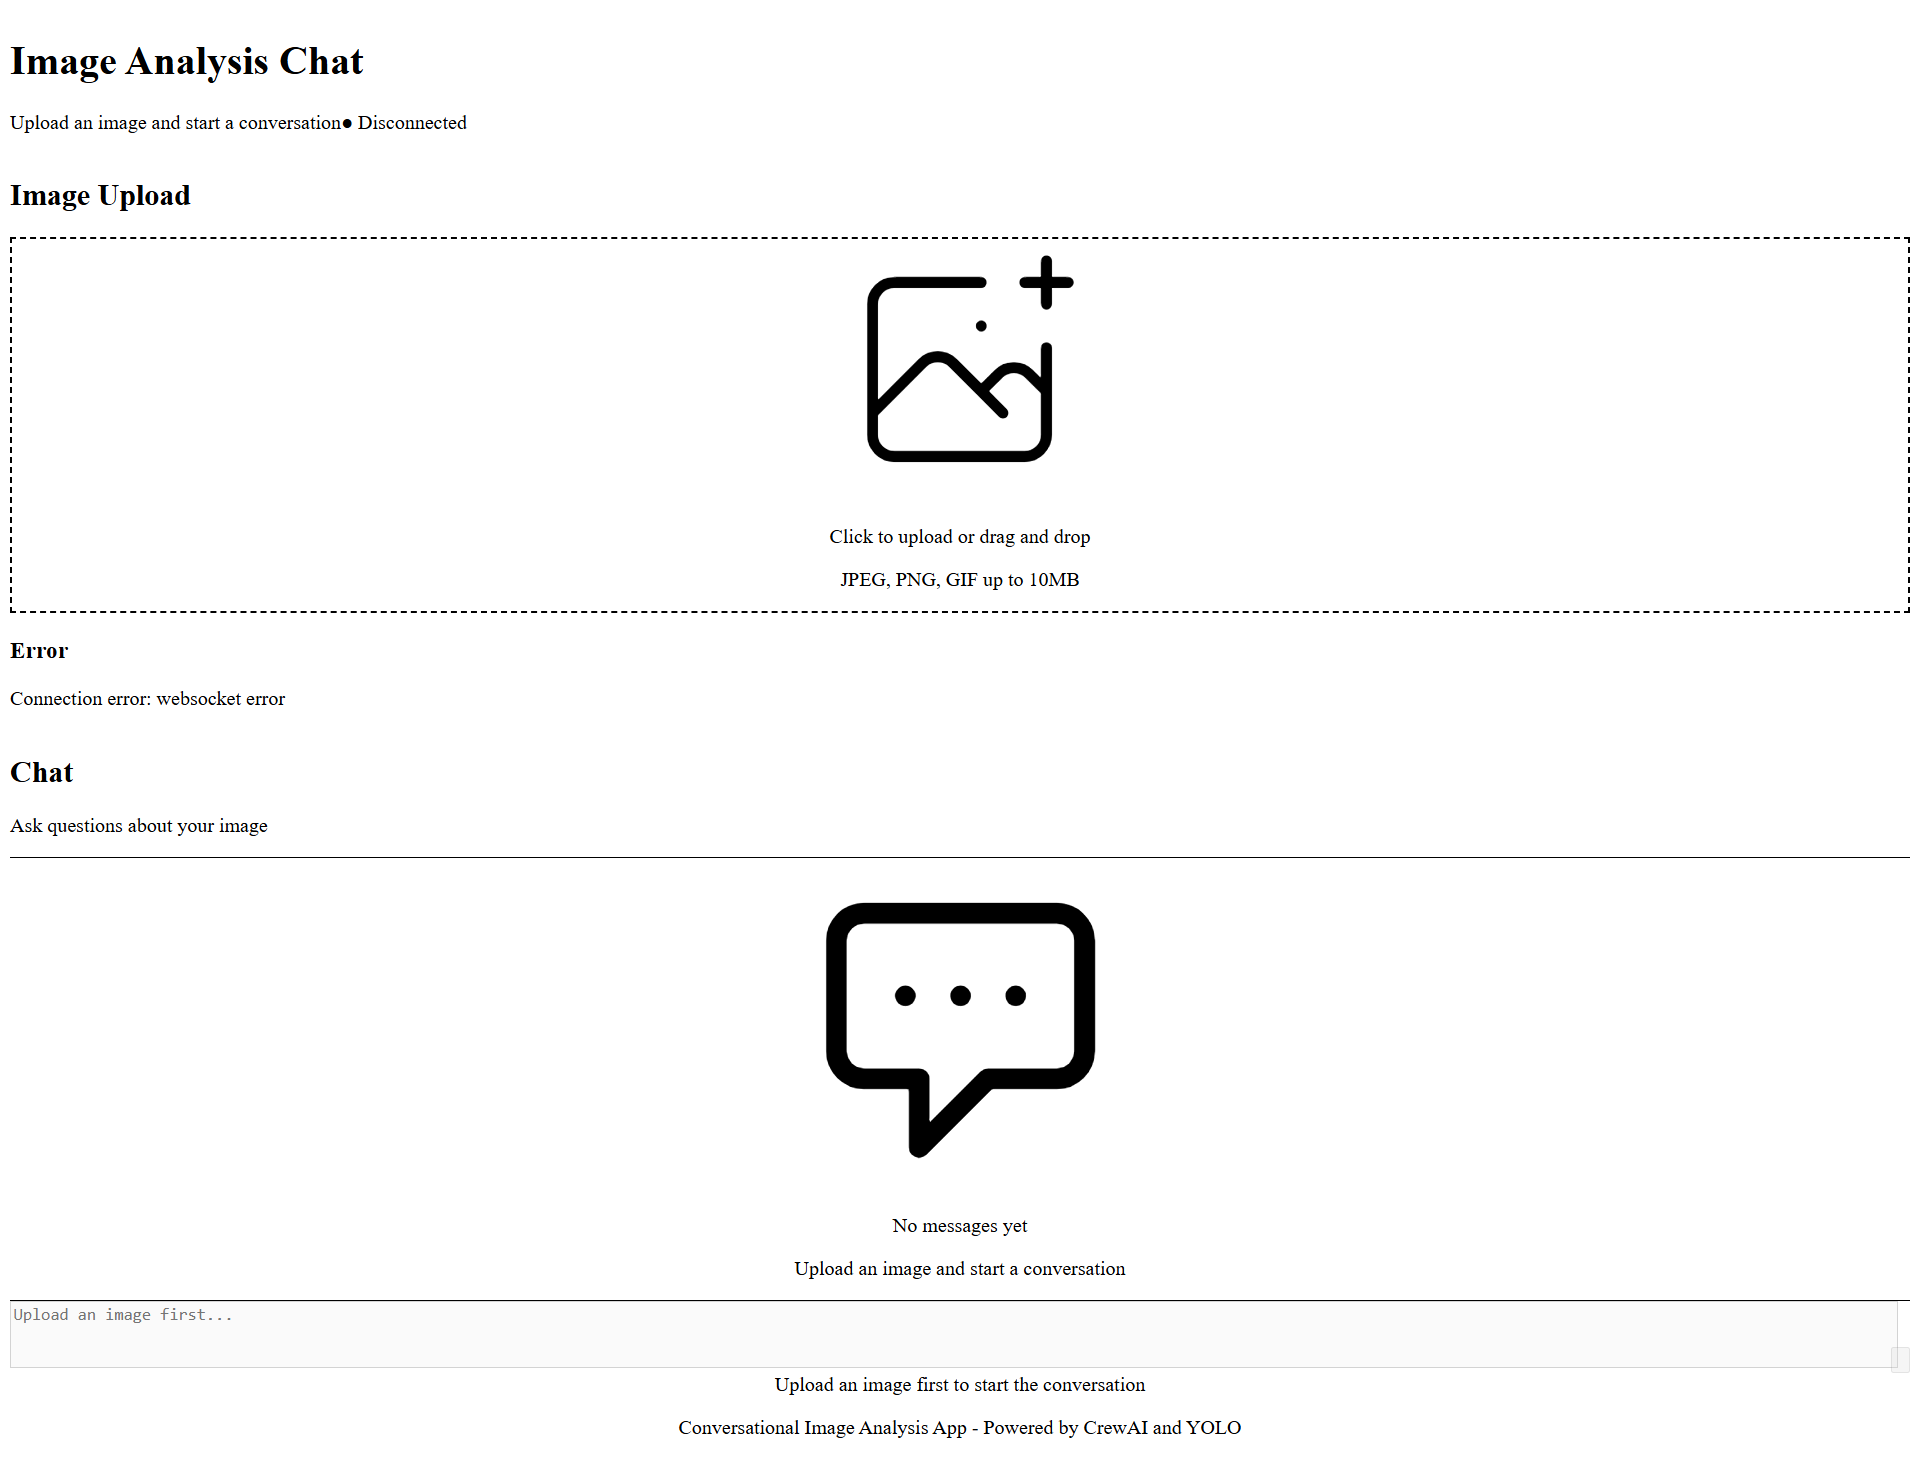 Image Analysis Chat
Upload an image and start a conversation● Disconnected
Image Upload
Click to upload or drag and drop
JPEG, PNG, GIF up to 10MB
Error
Connection error: websocket error
Chat
Ask questions about your image
No messages yet
Upload an image and start a conversation
Upload an image first...
Upload an image first to start the conversation
Conversational Image Analysis App - Powered by CrewAI and YOLO